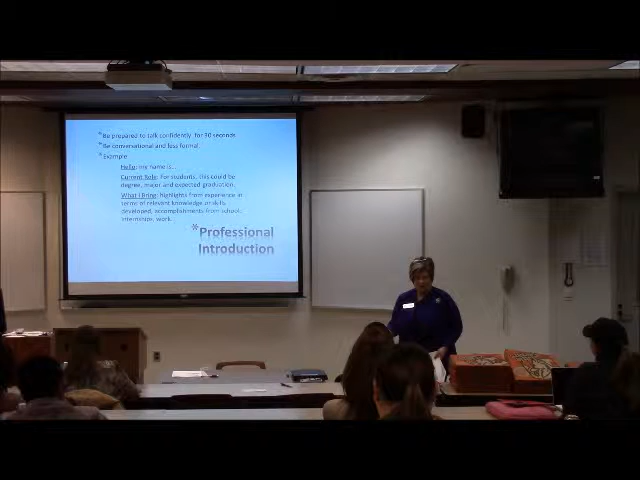 *Be prepared to talk confidently for 30 seconds
*Be conversational and less formal.
*Example
Hello: my name is...
Current Role: For students, this could be
degree, major and expected graduation.
What I Bring: highlights from experience in
terms of relevant knowledge or skills
developed, accomplishments from school,
internships, work.
*Professional
Introduction